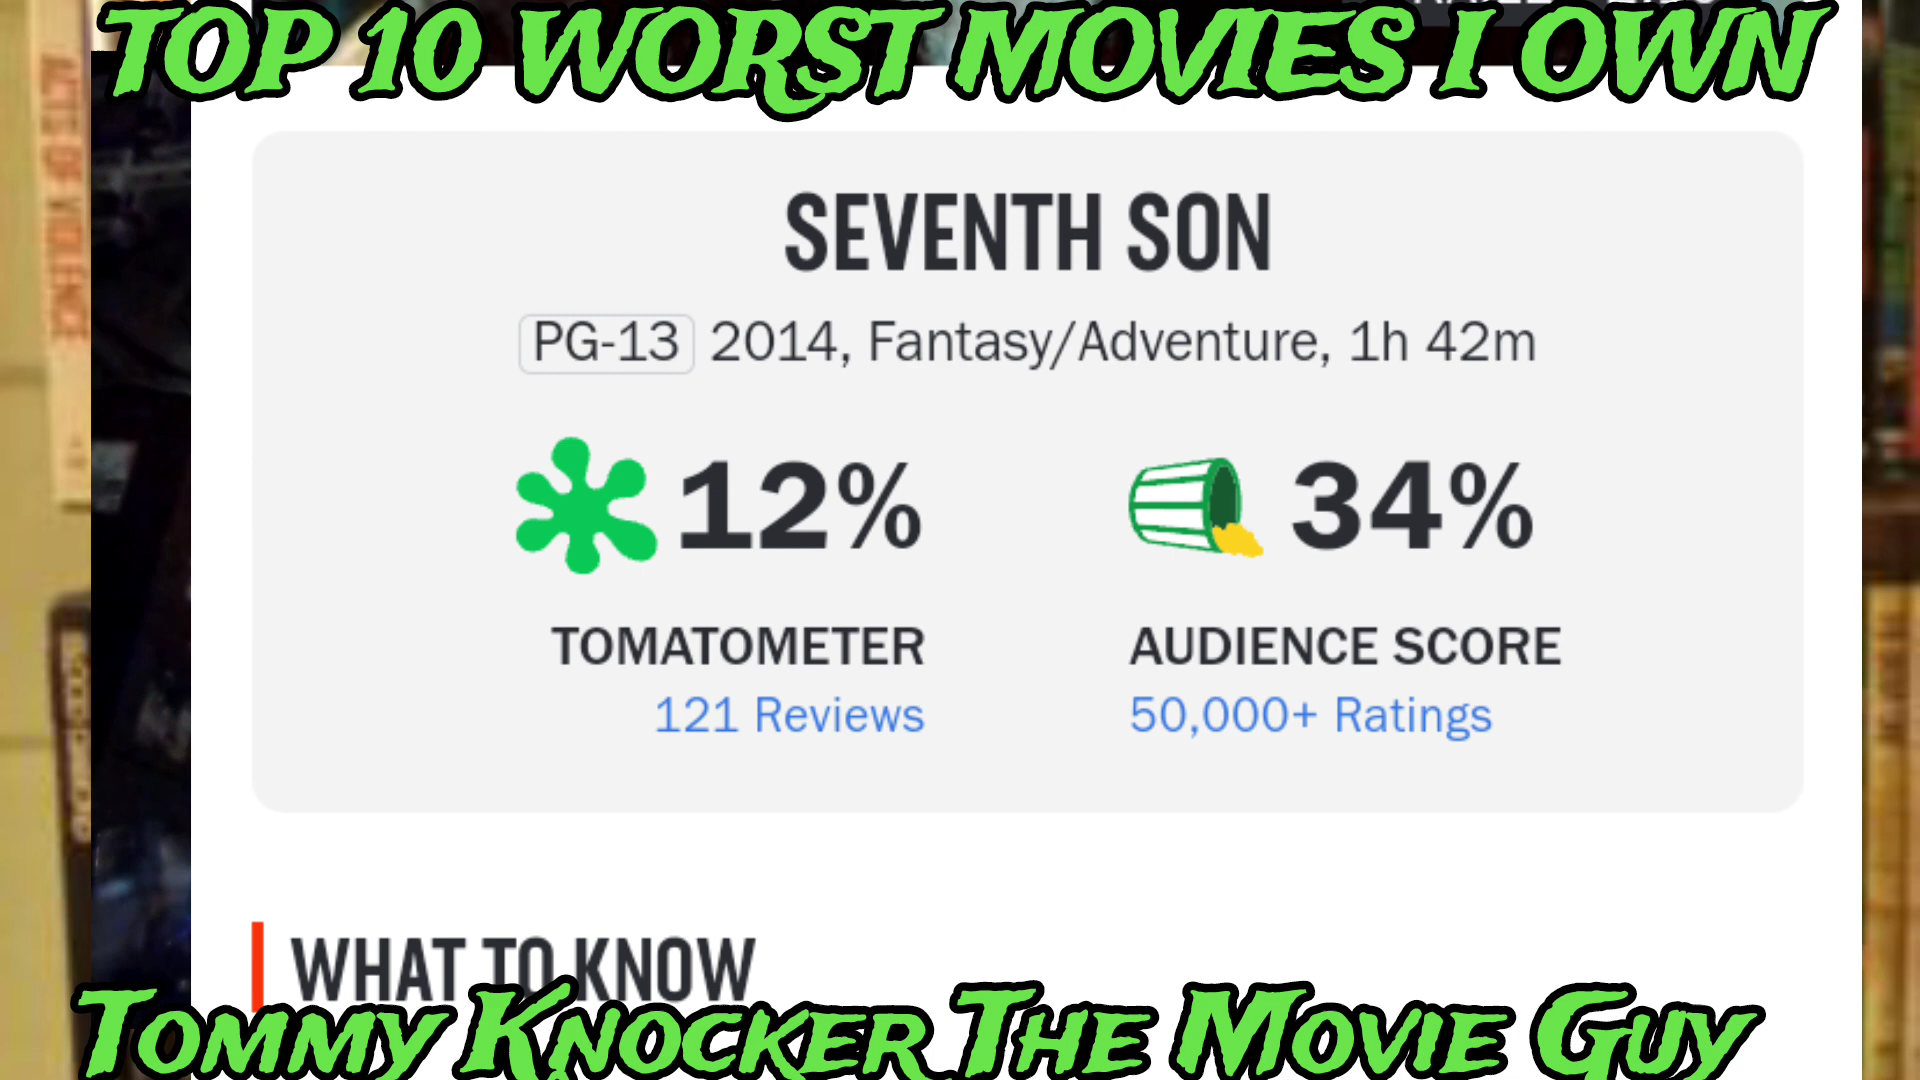 TOP 10 WORST MOVIES I OWN
SEVENTH SON
PG-13 2014, Fantasy/Adventure, 1h 42m
12% 34%
TOMATOMETER AUDIENCE SCORE
121 Reviews 50,000+ Ratings
WHAT TO KNOW
TOMMY KNOCKER THE MOVIE GUY